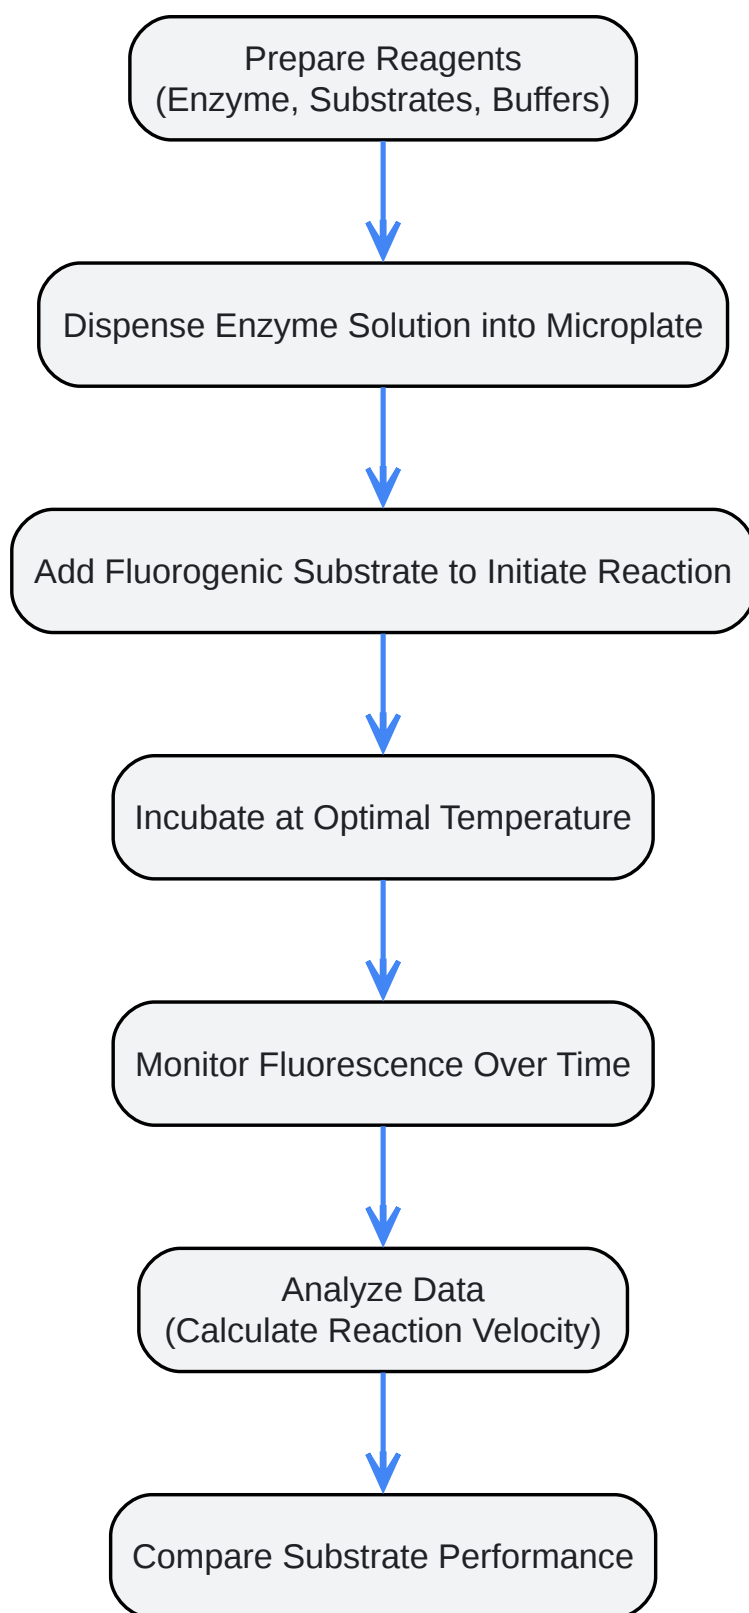 Prepare Reagents
(Enzyme, Substrates, Buffers)
Dispense Enzyme Solution into Microplate
Add Fluorogenic Substrate to Initiate Reaction
Incubate at Optimal Temperature
Monitor Fluorescence Over Time
Analyze Data
(Calculate Reaction Velocity)
Compare Substrate Performance